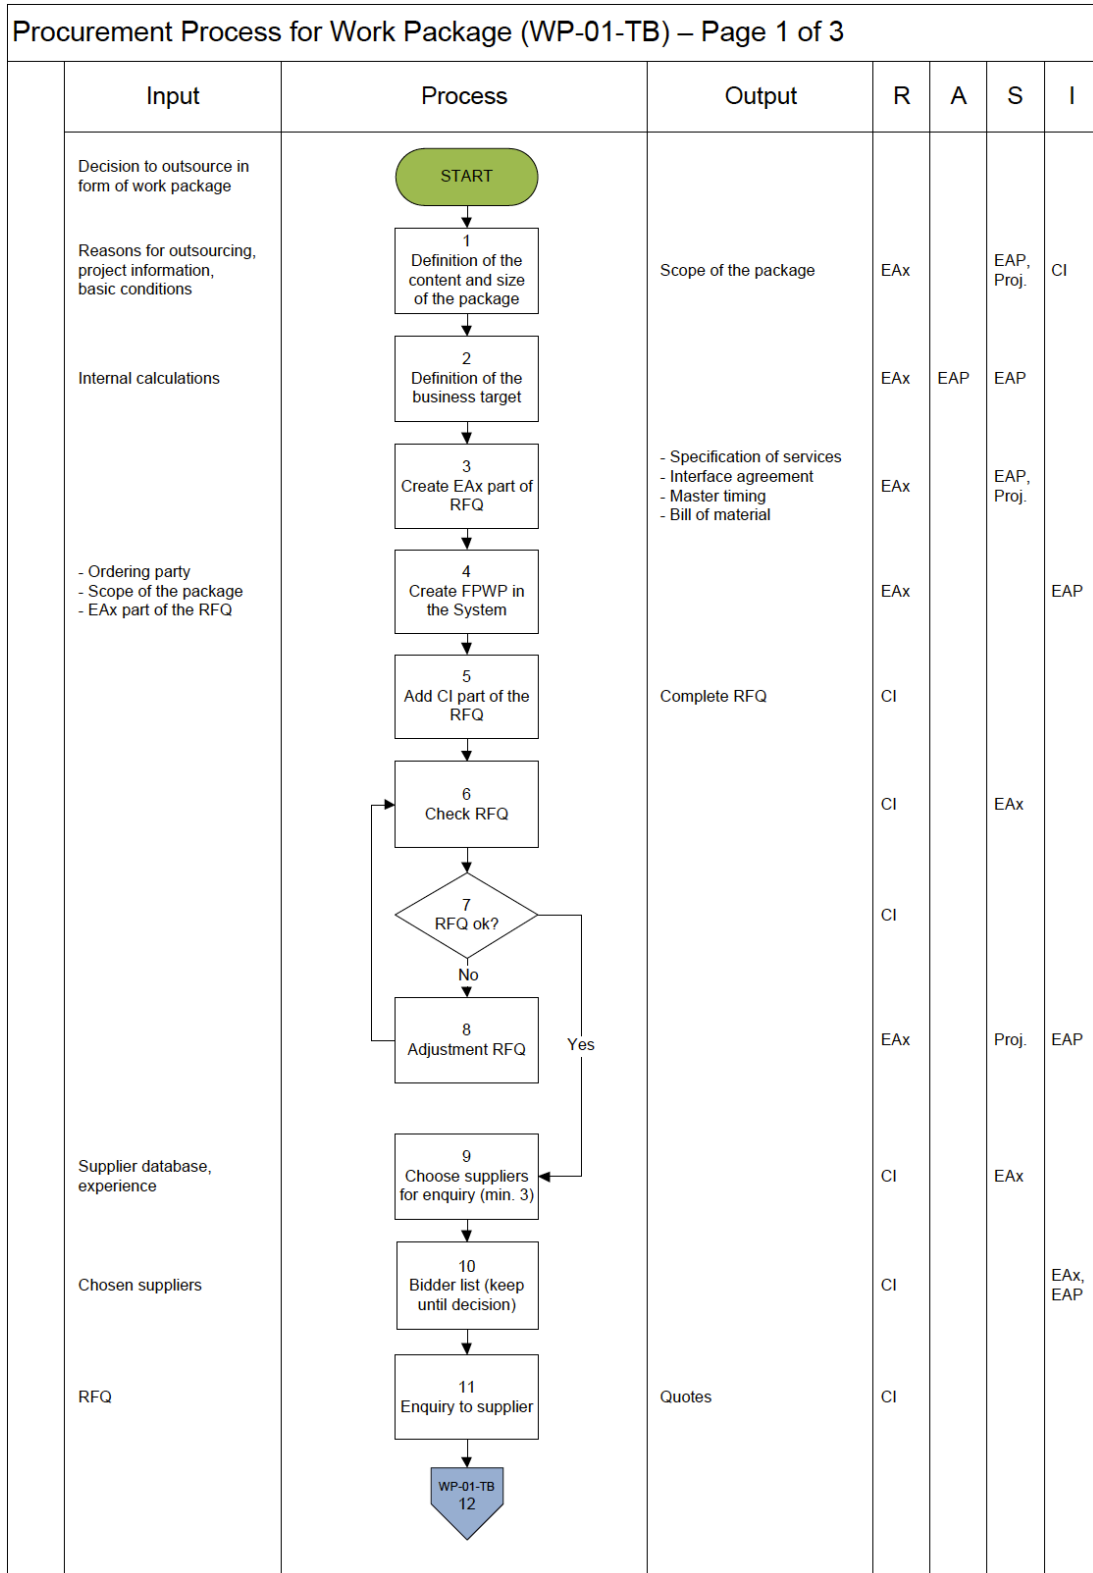 Procurement Process for Work Package (WP-01-TB) – Page 1 of 3
Input
Process
Output
R
A
S
I
Decision to outsource in
form of work package
START
Reasons for outsourcing,
project information,
basic conditions
1
Definition of the
content and size
of the package
Scope of the package
EAx
EAP,
Proj.
CI
Internal calculations
2
Definition of the
business target
EAx
EAP
EAP
3
Create EAx part of
RFQ
- Specification of services
- Interface agreement
- Master timing
- Bill of material
EAx
EAP,
Proj.
- Ordering party
- Scope of the package
- EAx part of the RFQ
4
Create FPWP in
the System
EAx
EAP
5
Add CI part of the
RFQ
Complete RFQ
CI
6
Check RFQ
CI
EAx
7
RFQ ok?
CI
No
8
Adjustment RFQ
Yes
EAx
Proj.
EAP
Supplier database,
experience
9
Choose suppliers
for enquiry (min. 3)
CI
EAx
Chosen suppliers
10
Bidder list (keep
until decision)
CI
EAx,
EAP
RFQ
11
Enquiry to supplier
Quotes
CI
WP-01-TB
12